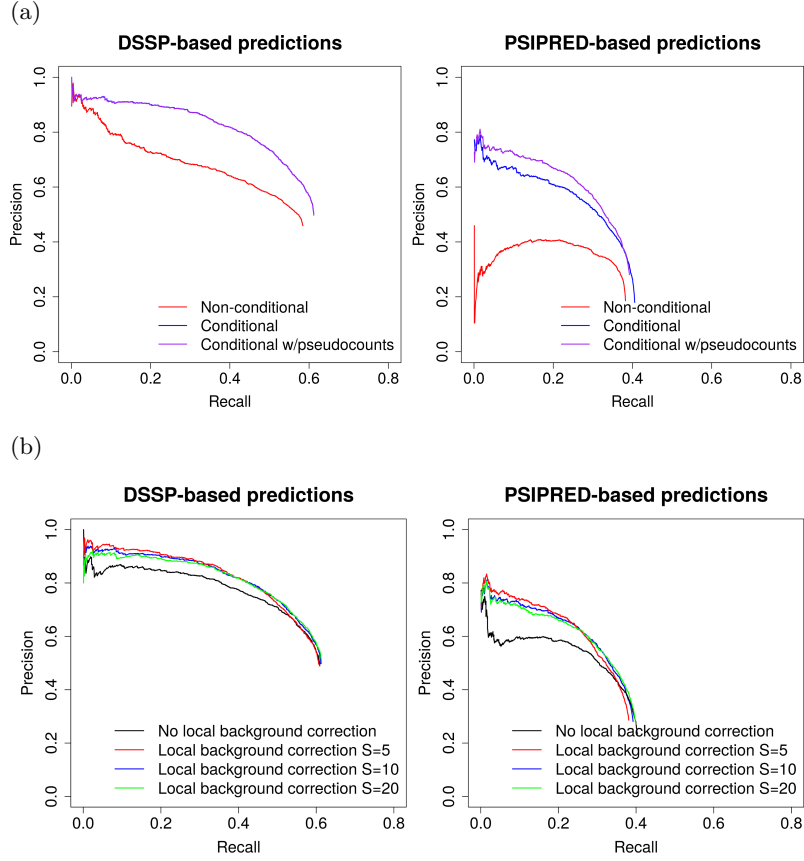 (a)
DSSP-based predictions
Precision
0.0
0.2
0.4
0.6
0.8
1.0
Non-conditional
Conditional
Conditional w/pseudocounts
0.0 0.2 0.4 0.6 0.8
Recall
PSIPRED-based predictions
Precision
0.0
0.2
0.4
0.6
0.8
1.0
Non-conditional
Conditional
Conditional w/pseudocounts
0.0 0.2 0.4 0.6 0.8
Recall
(b)
DSSP-based predictions
Precision
0.0
0.2
0.4
0.6
0.8
1.0
No local background correction
Local background correction S=5
Local background correction S=10
Local background correction S=20
0.0 0.2 0.4 0.6 0.8
Recall
PSIPRED-based predictions
Precision
0.0
0.2
0.4
0.6
0.8
1.0
No local background correction
Local background correction S=5
Local background correction S=10
Local background correction S=20
0.0 0.2 0.4 0.6 0.8
Recall